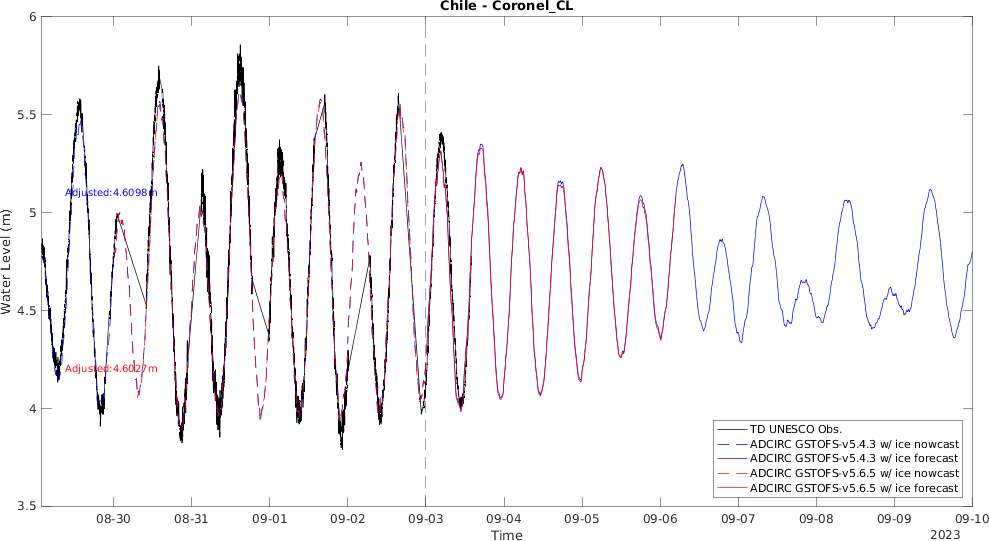 Chile - Coronel_CL
6
5.5
5
4.5
4
3.5
Water Level (m)
Adjusted:4.6098m
Adjusted:4.6027m
TD UNESCO Obs.
ADCIRC GSTOFS-v5.4.3 w/ ice nowcast
ADCIRC GSTOFS-v5.4.3 w/ ice forecast
ADCIRC GSTOFS-v5.6.5 w/ ice nowcast
ADCIRC GSTOFS-v5.6.5 w/ ice forecast
08-30 08-31 09-01 09-02 09-03 09-04 09-05 09-06 09-07 09-08 09-09 09-10
Time
2023